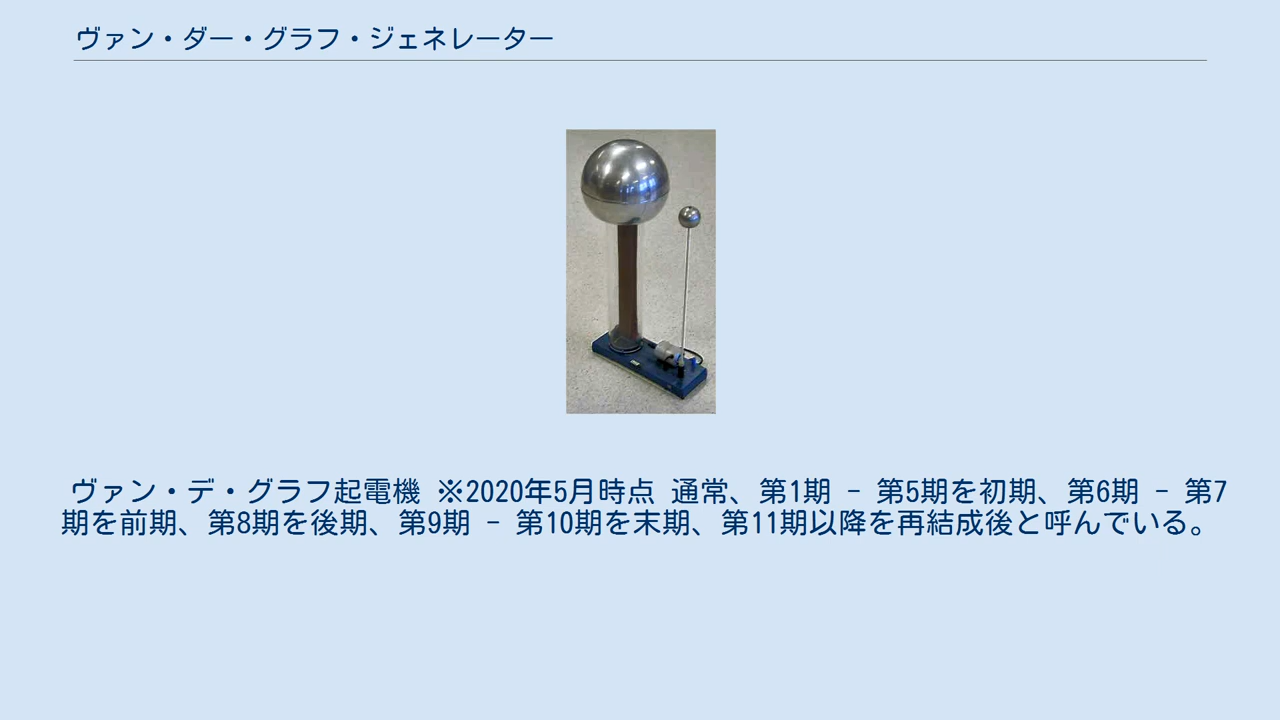 ヴァン・ダー・グラフ・ジェネレーター
ヴァン・デ・グラフ起電機 ※2020年5月時点 通常、第1期 - 第5期を初期、第6期 - 第7
期を前期、第8期を後期、第9期 - 第10期を末期、第11期以降を再結成後と呼んでいる。